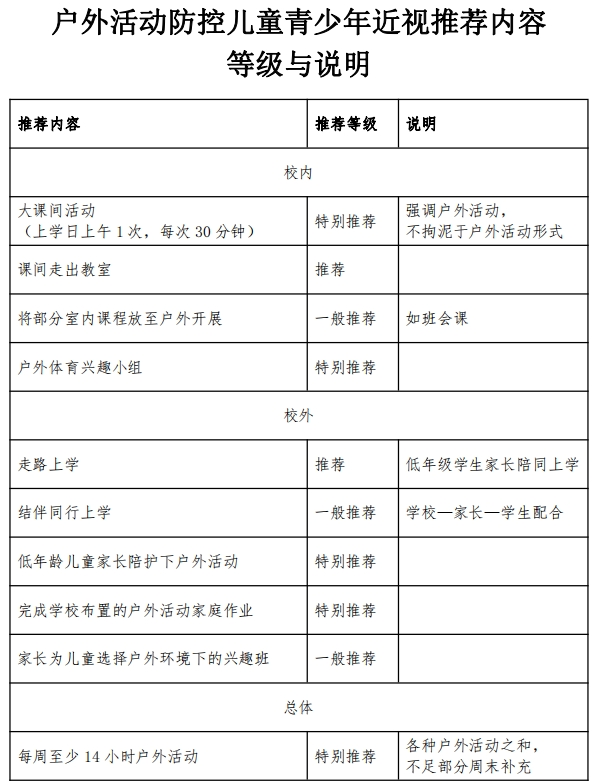 户外活动防控儿童青少年近视推荐内容
等级与说明
推荐内容 推荐等级 说明
校内
大课间活动
（上学日上午1次，每次30分钟） 特别推荐 强调户外活动，
不拘泥于户外活动形式
课间走出教室 推荐
将部分室内课程放至户外开展 一般推荐 如班会课
户外体育兴趣小组 特别推荐
校外
走路上学 推荐 低年级学生家长陪同上学
结伴同行上学 一般推荐 学校—家长—学生配合
低年龄儿童家长陪护下户外活动 特别推荐
完成学校布置的户外活动家庭作业 特别推荐
家长为儿童选择户外环境下的兴趣班 一般推荐
总体
每周至少14小时户外活动 特别推荐 各种户外活动之和，
不足部分周末补充